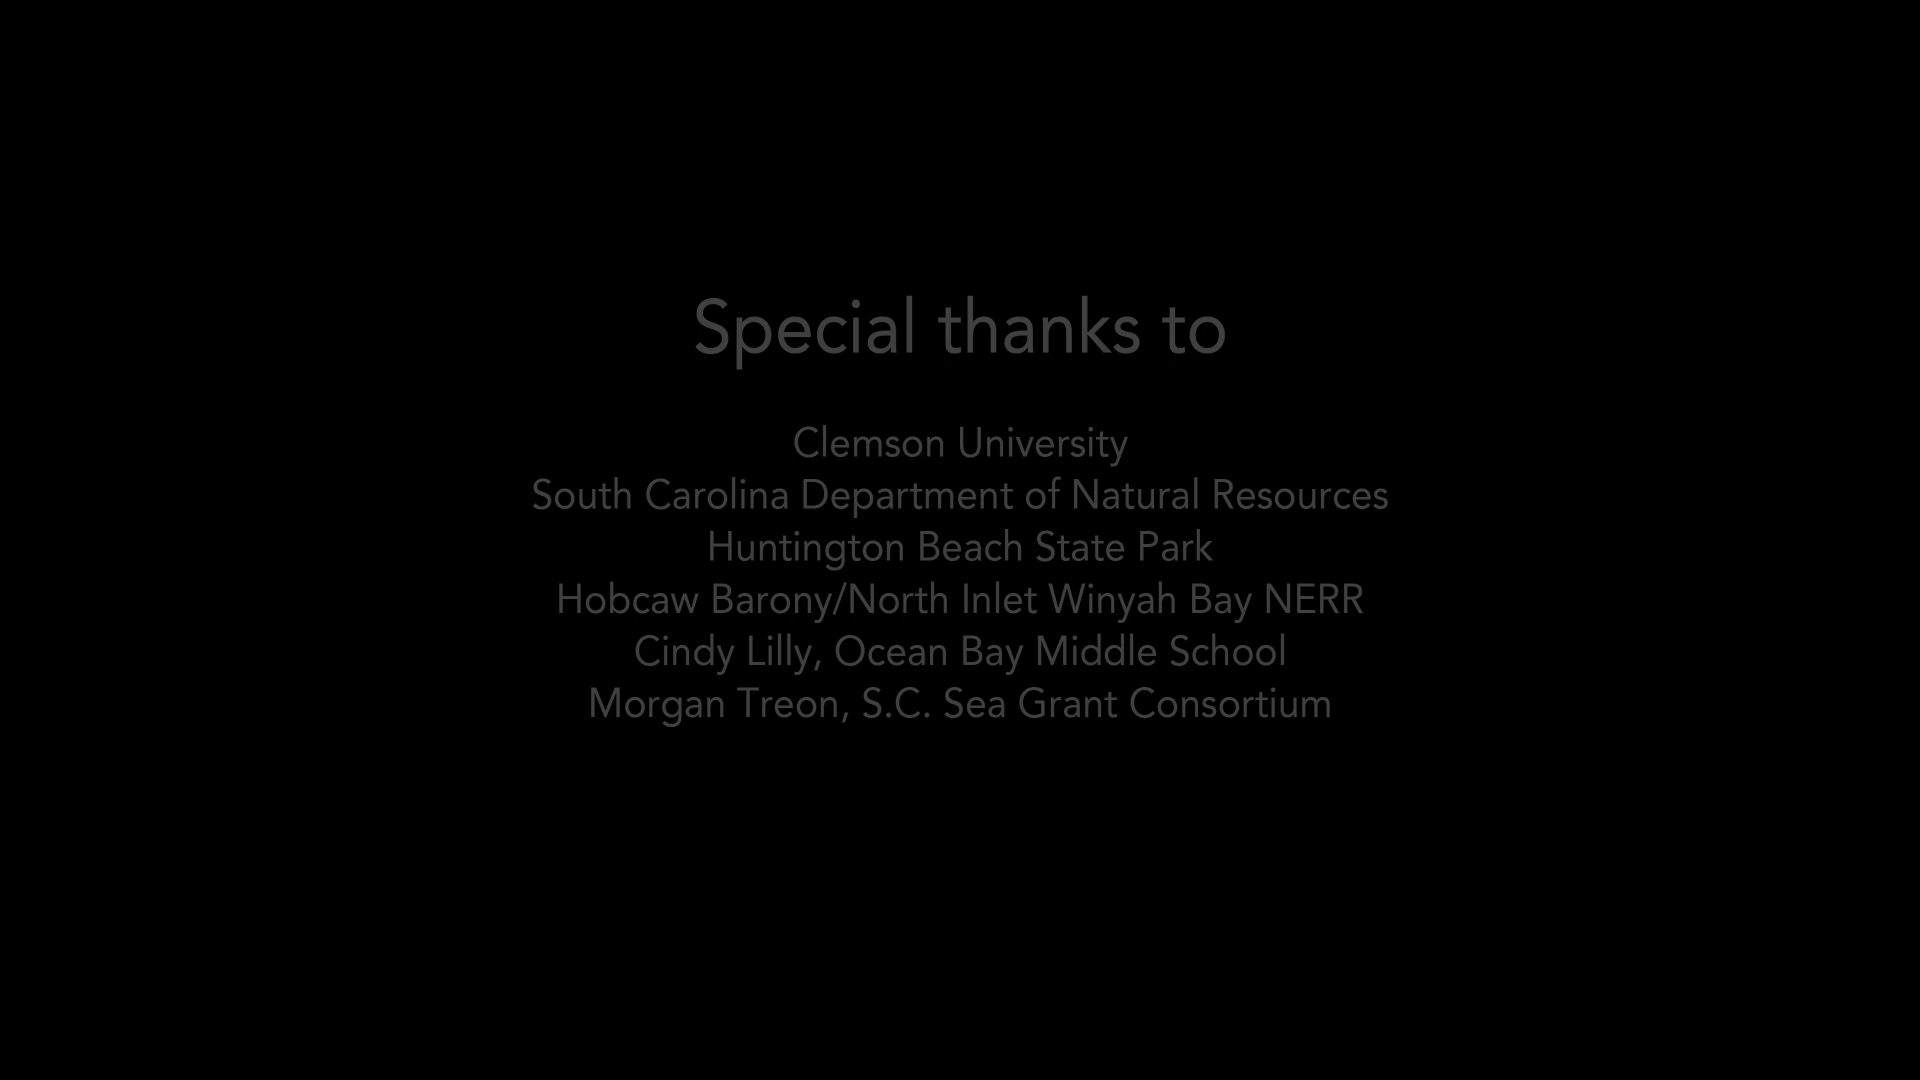 Special thanks to
Clemson University
South Carolina Department of Natural Resources
Huntington Beach State Park
Hobcaw Barony/North Inlet Winyah Bay NERR
Cindy Lilly, Ocean Bay Middle School
Morgan Treon, S.C. Sea Grant Consortium